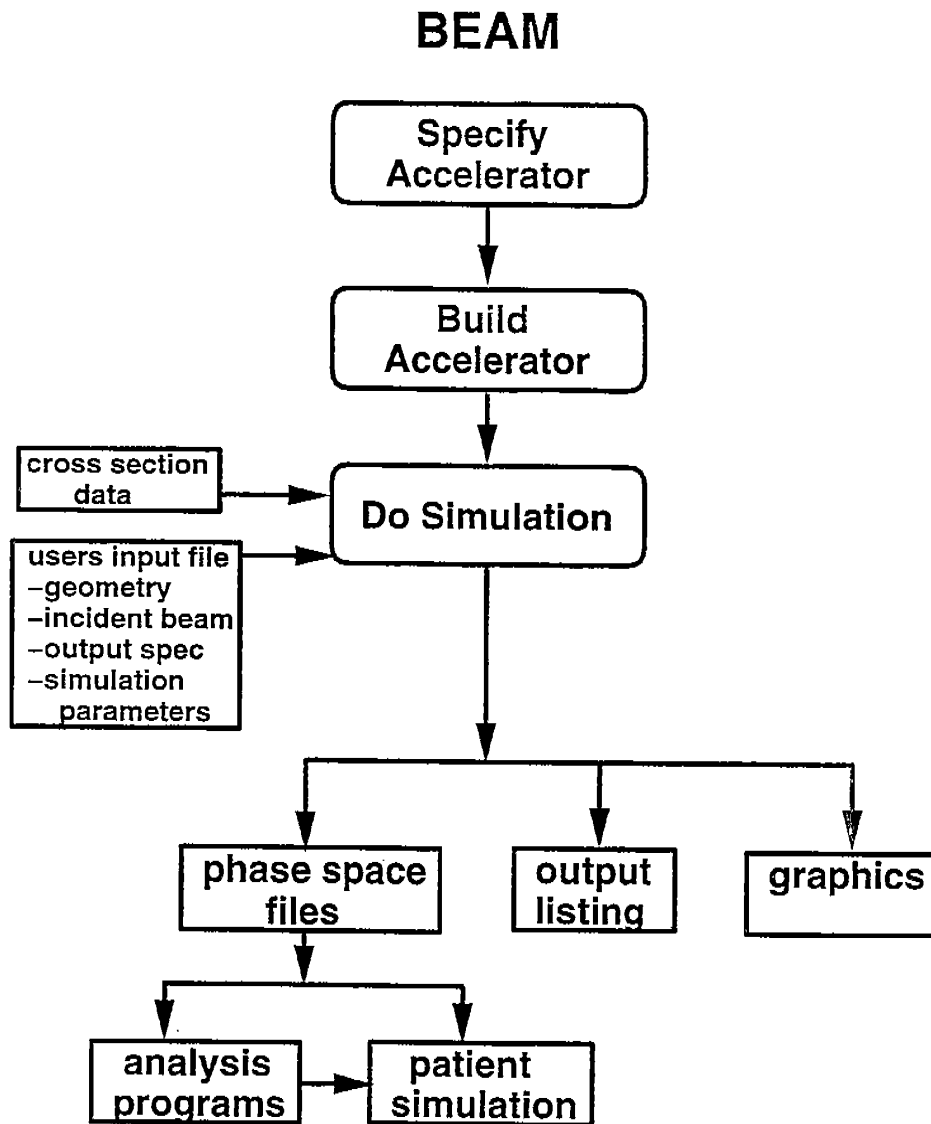 BEAM
Specify
Accelerator
Build
Accelerator
cross section
data
Do Simulation
users input file
–geometry
–incident beam
–output spec
–simulation
parameters
phase space
files
output
listing
graphics
analysis
programs
patient
simulation